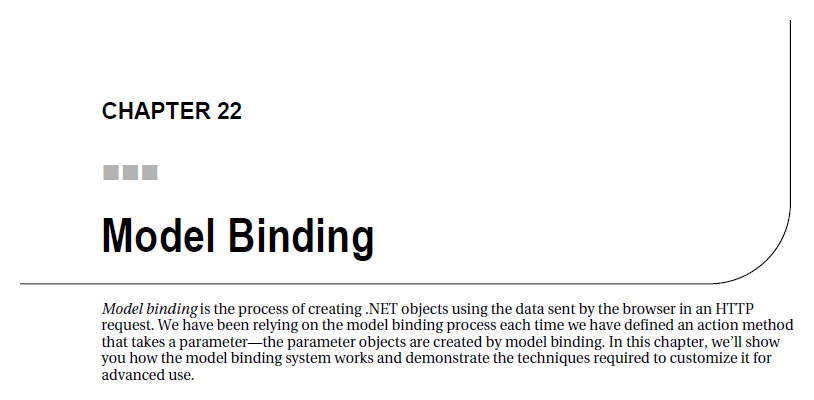 CHAPTER 22
Model Binding
Model binding is the process of creating .NET objects using the data sent by the browser in an HTTP
request. We have been relying on the model binding process each time we have defined an action method
that takes a parameter—the parameter objects are created by model binding. In this chapter, we’ll show
you how the model binding system works and demonstrate the techniques required to customize it for
advanced use.